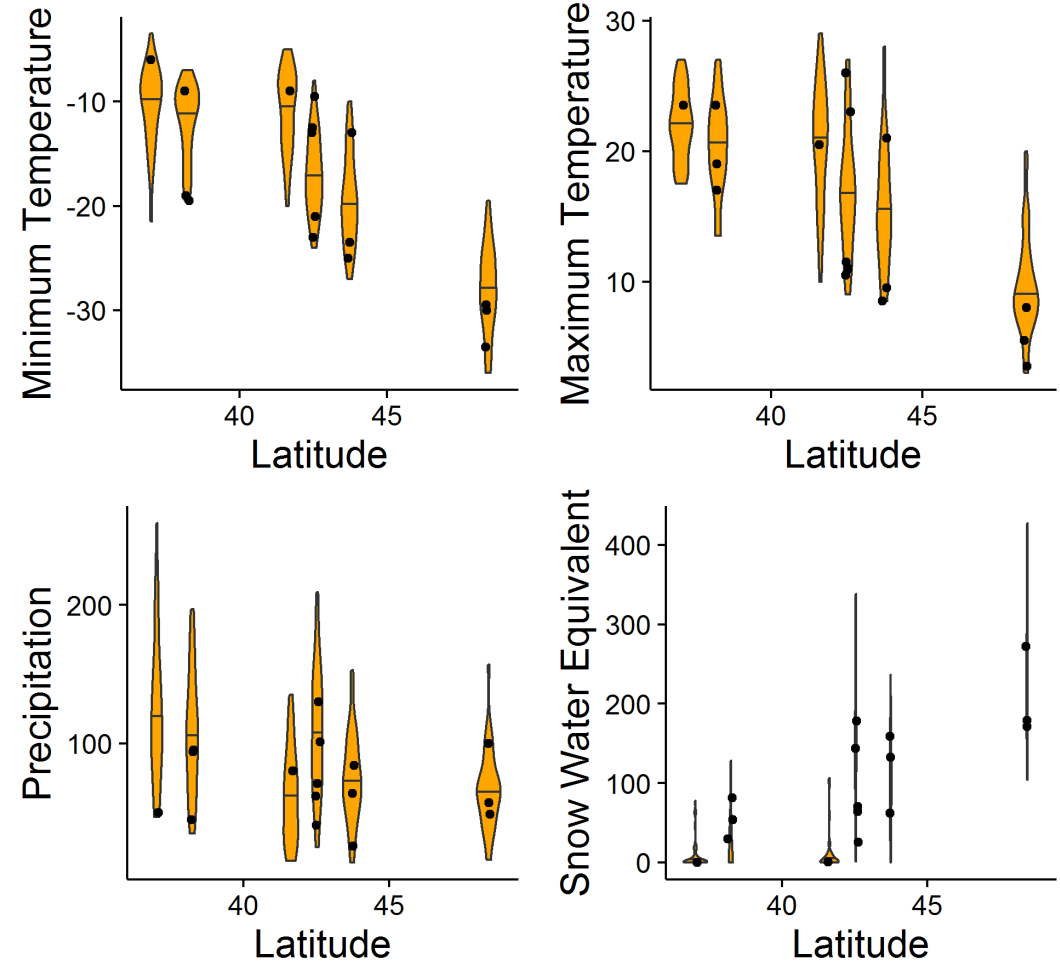 Minimum Temperature
-10
-20
-30
40
45
Latitude
Maximum Temperature
30
20
10
40
45
Latitude
Precipitation
200
100
40
45
Latitude
Snow Water Equivalent
400
300
200
100
0
40
45
Latitude